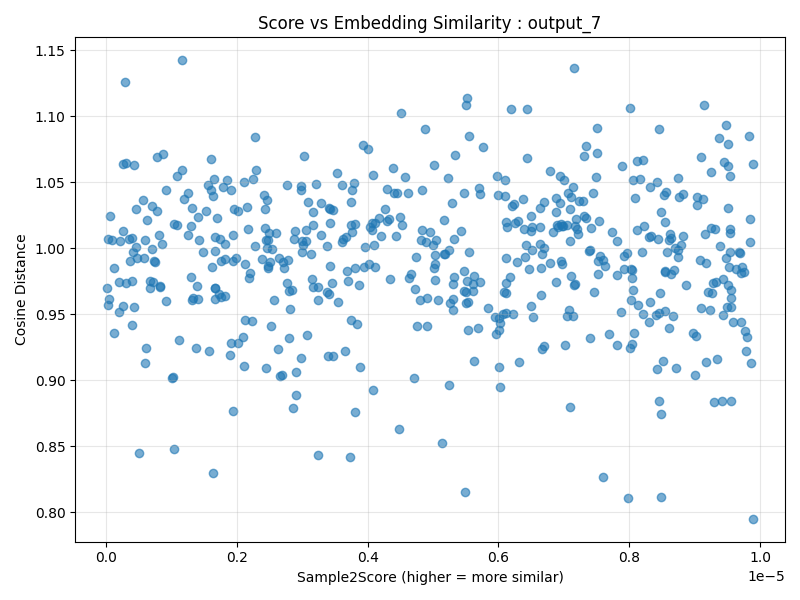 Score vs Embedding Similarity : output_7
Cosine Distance
1.15
1.10
1.05
1.00
0.95
0.90
0.85
0.80
0.0 0.2 0.4 0.6 0.8 1.0
1e−5
Sample2Score (higher = more similar)